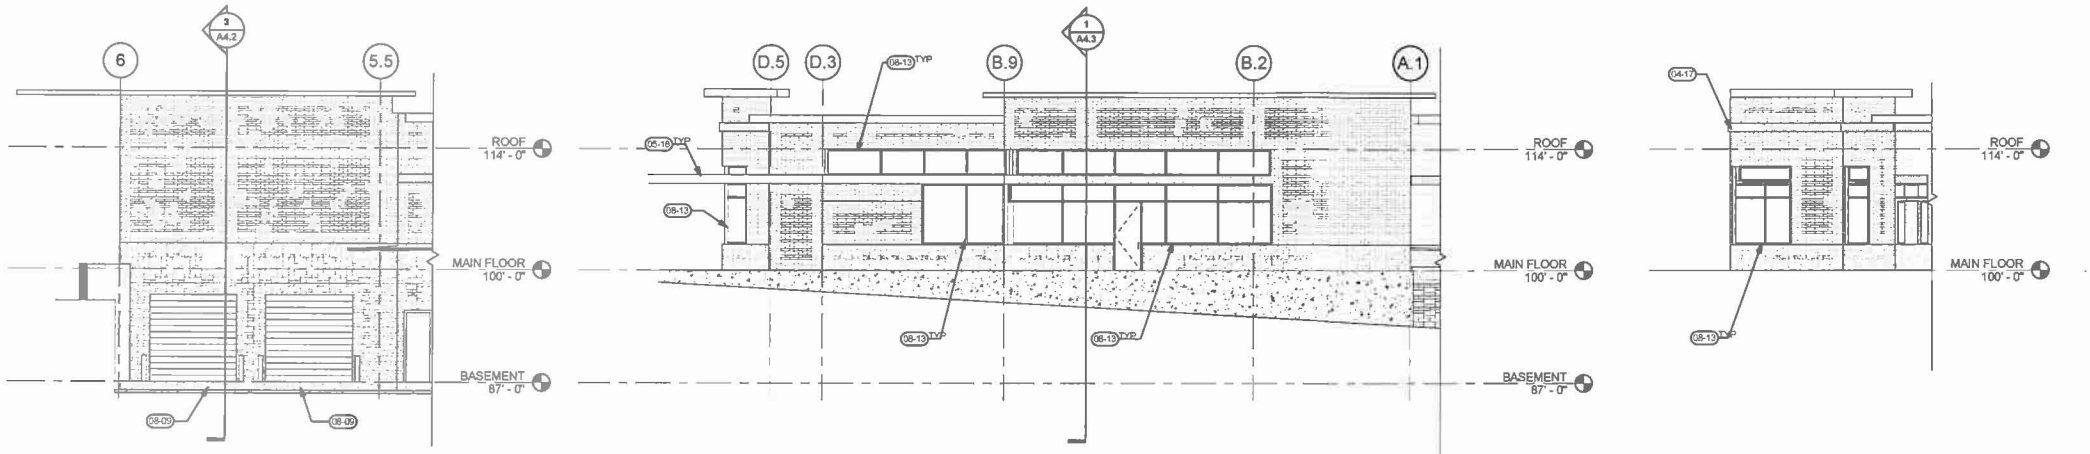 3
A4.2
6
5.5
ROOF
114' - 0"
MAIN FLOOR
100' - 0"
BASEMENT
87' - 0"
08-09
08-09
1
A4.3
D.5
D.3
08-13 TYP
B.9
B.2
A.1
05-18 TYP
08-13
ROOF
114' - 0"
MAIN FLOOR
100' - 0"
08-13 TYP
08-13 TYP
BASEMENT
87' - 0"
04-17
ROOF
114' - 0"
MAIN FLOOR
100' - 0"
08-13 TYP